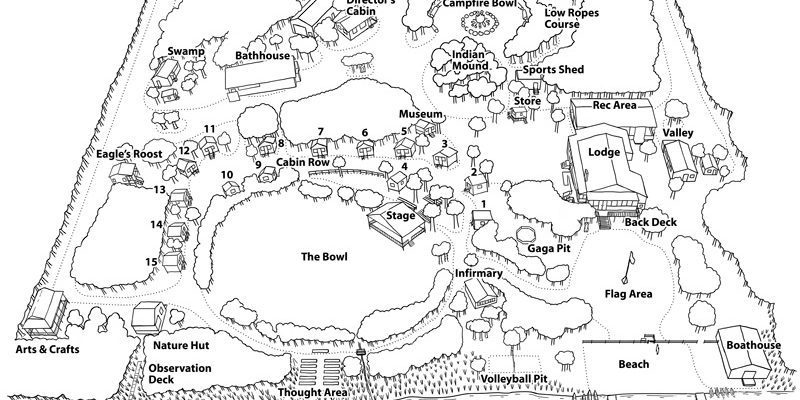 Director's
Cabin
Campfire Bowl
Low Ropes
Course
Swamp
Bathhouse
Indian
Mound
Sports Shed
Store
Rec Area
Museum
Valley
11
8
7
6
5
3
Lodge
Eagle's Roost
12
9
Cabin Row
4
2
10
13
1
Stage
Back Deck
14
Gaga Pit
15
The Bowl
Infirmary
Flag Area
Arts & Crafts
Nature Hut
Boathouse
Observation
Deck
Beach
Thought Area
Volleyball Pit